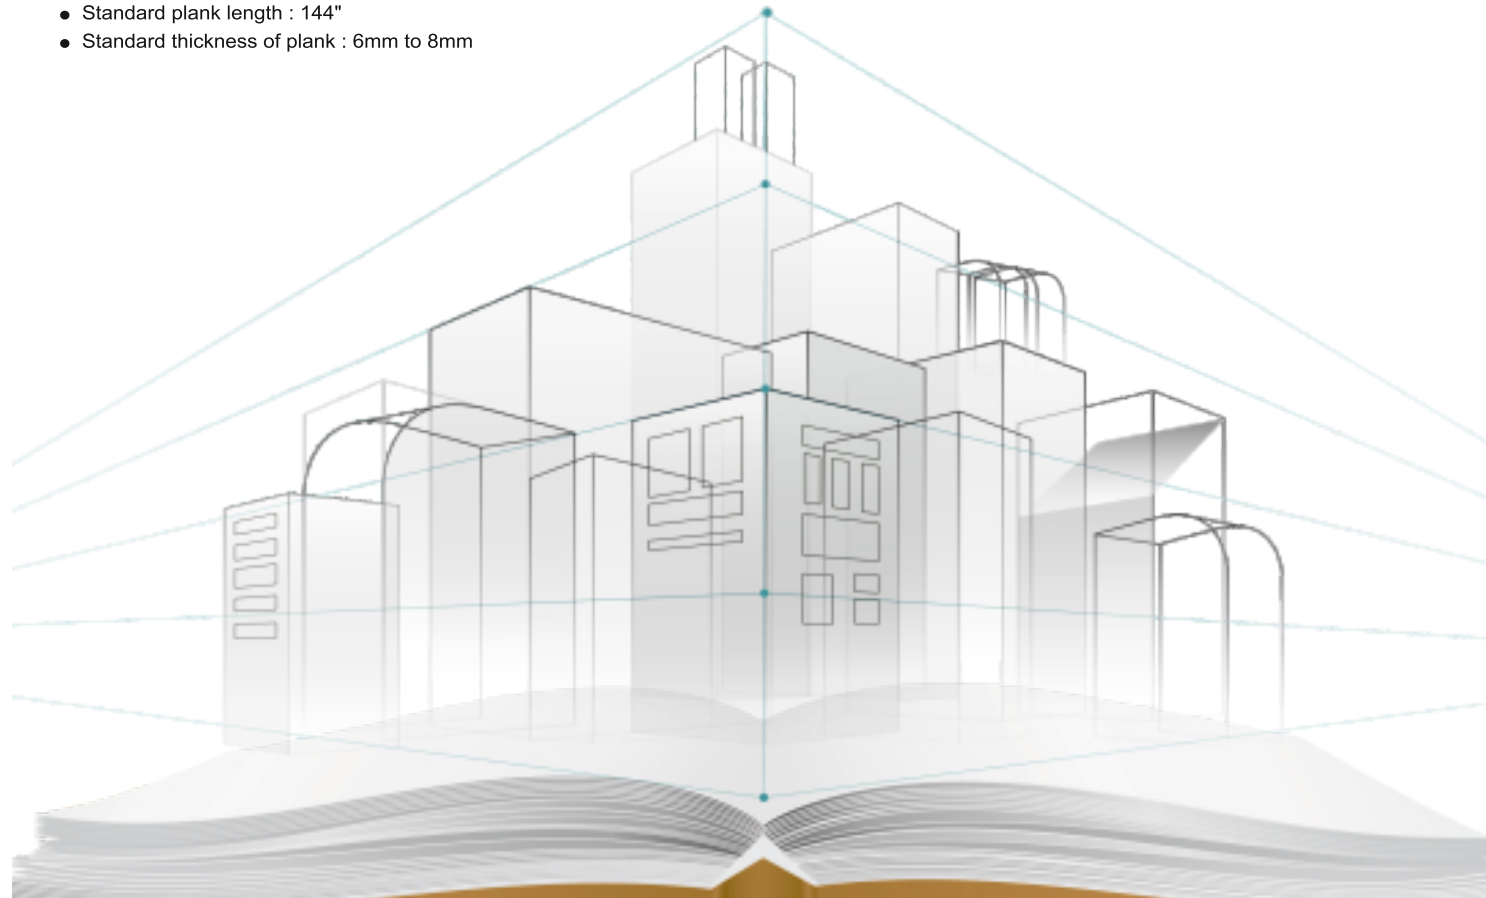 ● Standard plank length : 144"
● Standard thickness of plank : 6mm to 8mm